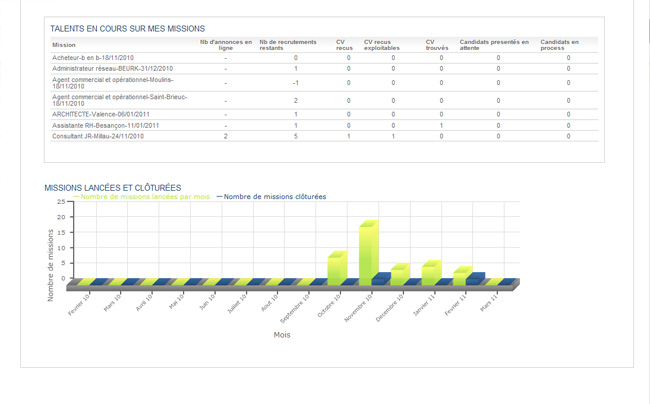 TALENTS EN COURS SUR MES MISSIONS
Mission Nb d'annonces en ligne Nb de recrutements restants CV recus CV recus exploitables CV trouvés Candidats presentés en attente Candidats en process
Acheteur-b en b-18/11/2010 - 0 0 0 0 0 0
Administrateur réseau-BEURK-31/12/2010 - 1 0 0 0 0 0
Agent commercial et opérationnel-Moulins-
18/11/2010 - -1 0 0 0 0 0
Agent commercial et opérationnel-Saint-Brieuc-
18/11/2010 - 2 0 0 0 0 0
ARCHITECTE-Valence-06/01/2011 - 1 0 0 0 0 0
Assistante RH-Besançon-11/01/2011 - 1 0 0 1 0 0
Consultant JR-Millau-24/11/2010 2 5 1 1 0 0 0
MISSIONS LANCÉES ET CLÔTURÉES
Nombre de missions lancées par mois Nombre de missions clôturées
Nombre de missions
25
20
15
10
5
0
Fevrier 10
Mars 10
Avril 10
Mai 10
Juin 10
Juillet 10
Aout 10
Septembre 10
Octobre 10
Novembre 10
Decembre 10
Janvier 11
Fevrier 11
Mars 11
Mois